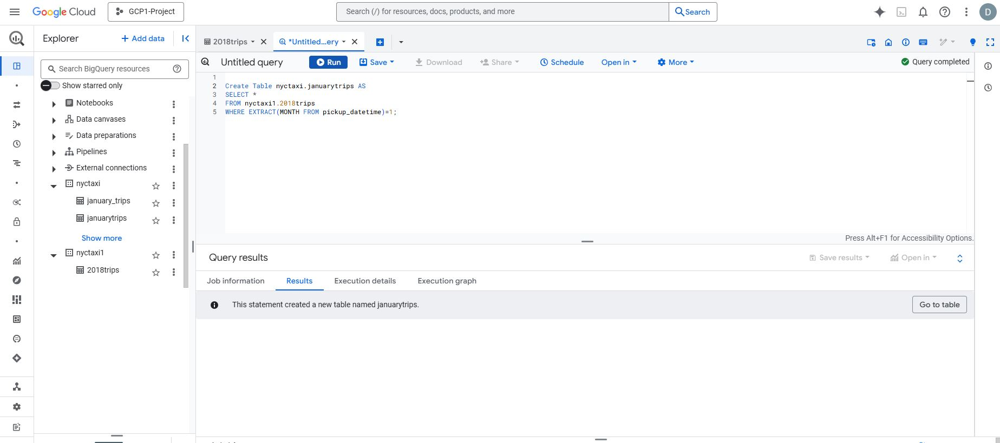 Google Cloud
GCP1-Project
Search (/) for resources, docs, products, and more
Search
D
Explorer
+ Add data
2018trips
*Untitled...ery
Search BigQuery resources
Show starred only
Notebooks
Data canvases
Data preparations
Pipelines
External connections
nyctaxi
january_trips
januarytrips
Show more
nyctaxi1
2018trips
Untitled query
Run
Save
Download
Share
Schedule
Open in
More
Query completed
1
2 Create Table nyctaxi.januarytrips AS
3 SELECT *
4 FROM nyctaxi1.2018trips
5 WHERE EXTRACT(MONTH FROM pickup_datetime)=1;
Press Alt+F1 for Accessibility Options.
Query results
Save results
Open in
Job information
Results
Execution details
Execution graph
This statement created a new table named januarytrips.
Go to table